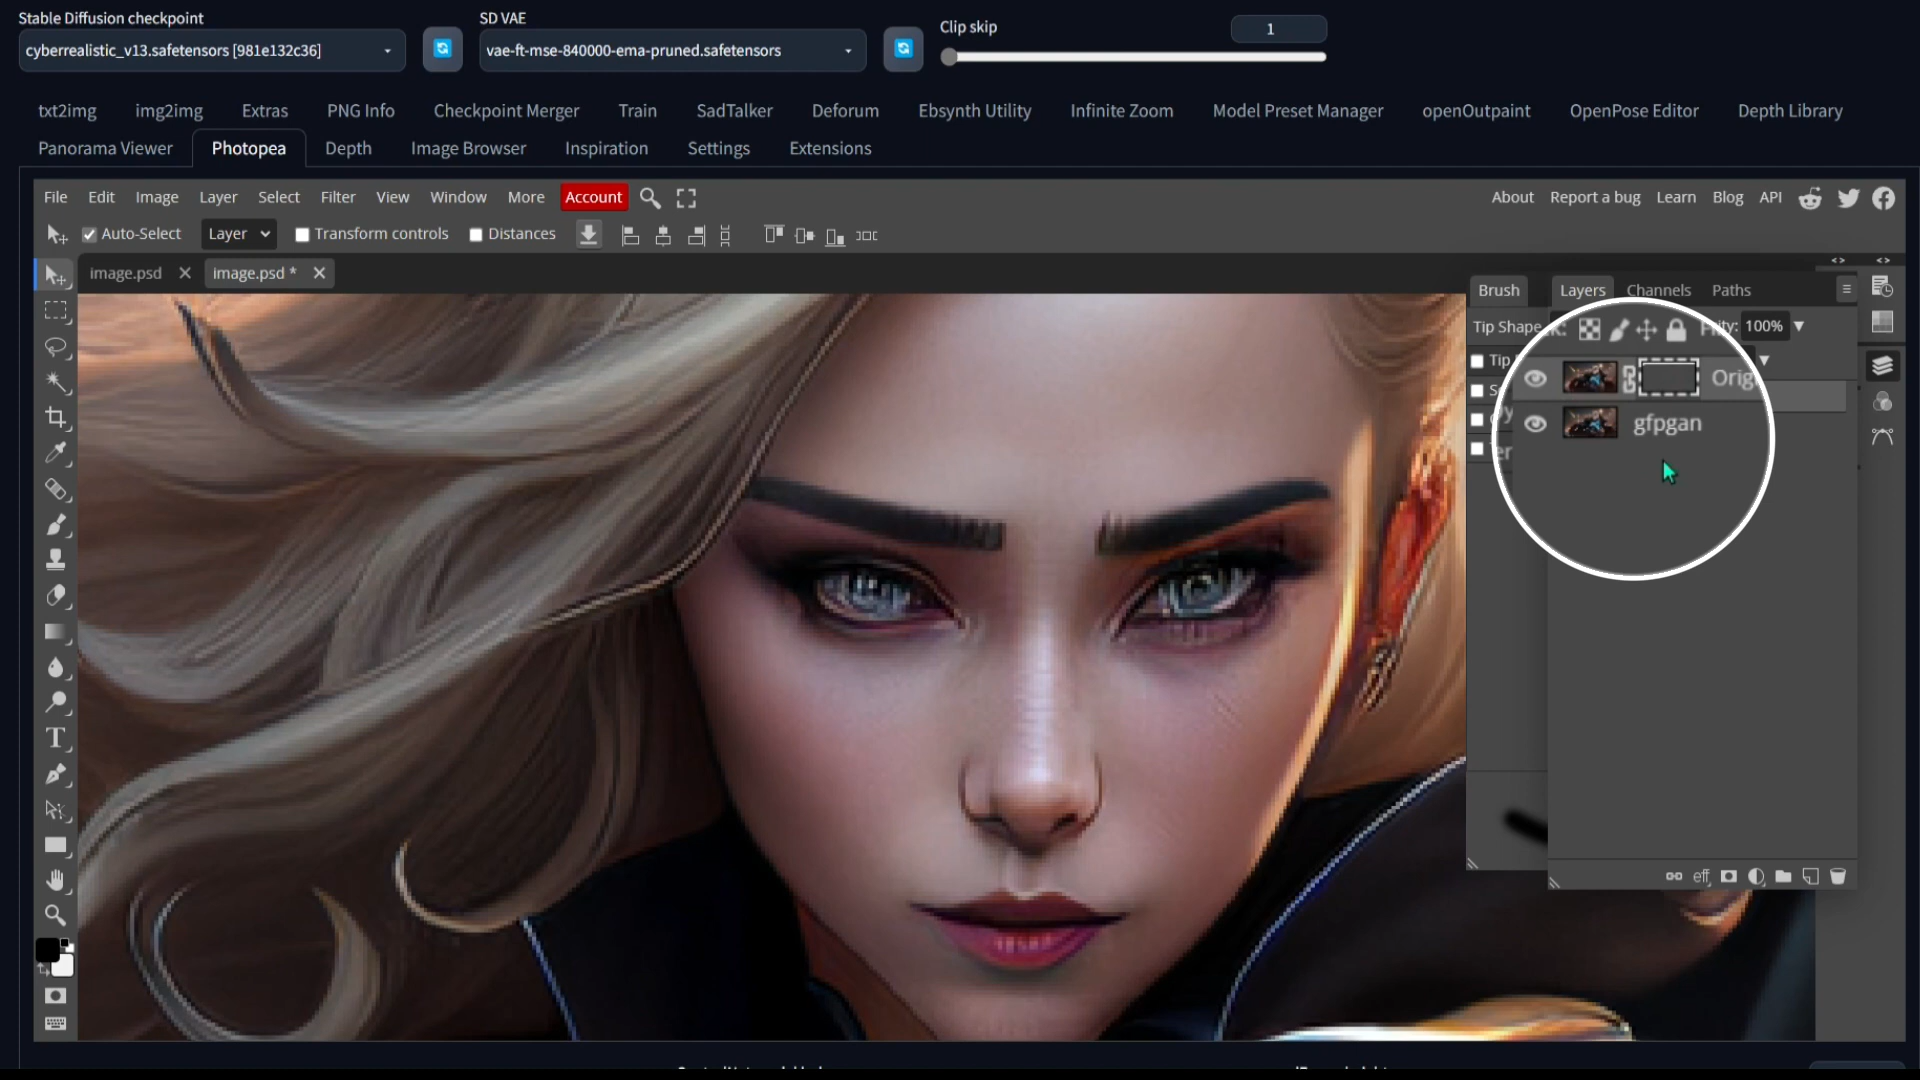 Stable Diffusion checkpoint
SD VAE
Clip skip
1
cyberrealistic_v13.safetensors [981e132c36]
vae-ft-mse-840000-ema-pruned.safetensors
txt2img img2img Extras PNG Info Checkpoint Merger Train SadTalker Deforum Ebsynth Utility Infinite Zoom Model Preset Manager openOutpaint OpenPose Editor Depth Library
Panorama Viewer Photopea Depth Image Browser Inspiration Settings Extensions
File Edit Image Layer Select Filter View Window More Account
About Report a bug Learn Blog API
Auto-Select Layer Transform controls Distances
image.psd image.psd *
Brush Layers Channels Paths
Tip Shape
100%
Tip
gfpgan
eff